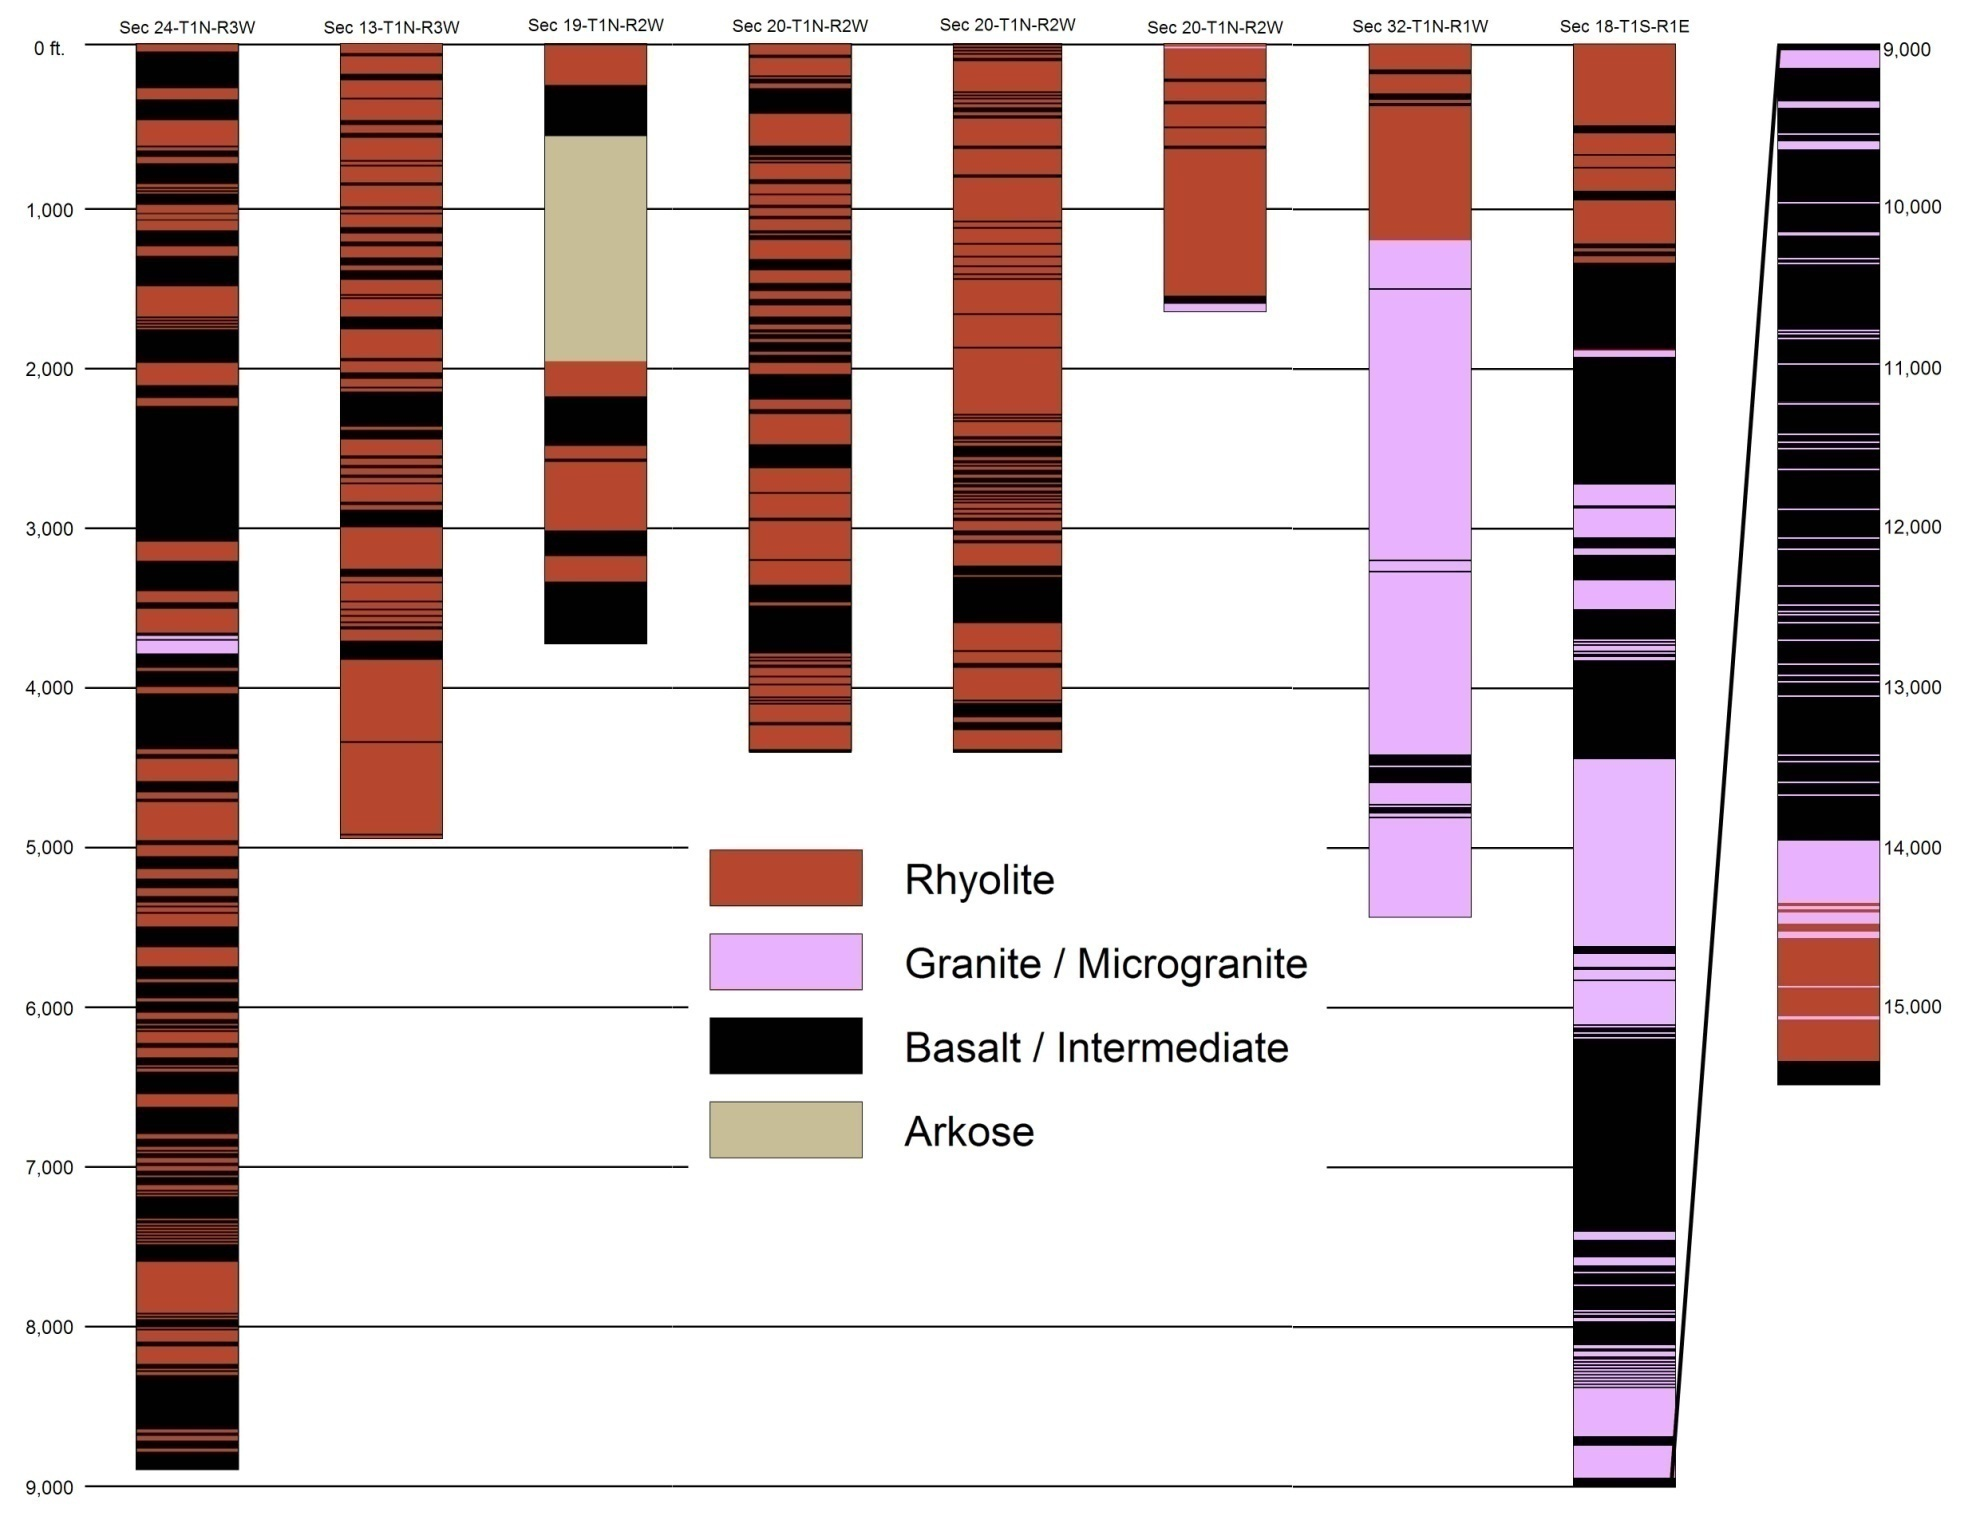 Sec 24-T1N-R3W
Sec 13-T1N-R3W
Sec 19-T1N-R2W
Sec 20-T1N-R2W
Sec 20-T1N-R2W
Sec 20-T1N-R2W
Sec 32-T1N-R1W
Sec 18-T1S-R1E
0 ft.
1,000
2,000
3,000
4,000
5,000
6,000
7,000
8,000
9,000
Rhyolite
Granite / Microgranite
Basalt / Intermediate
Arkose
9,000
10,000
11,000
12,000
13,000
14,000
15,000